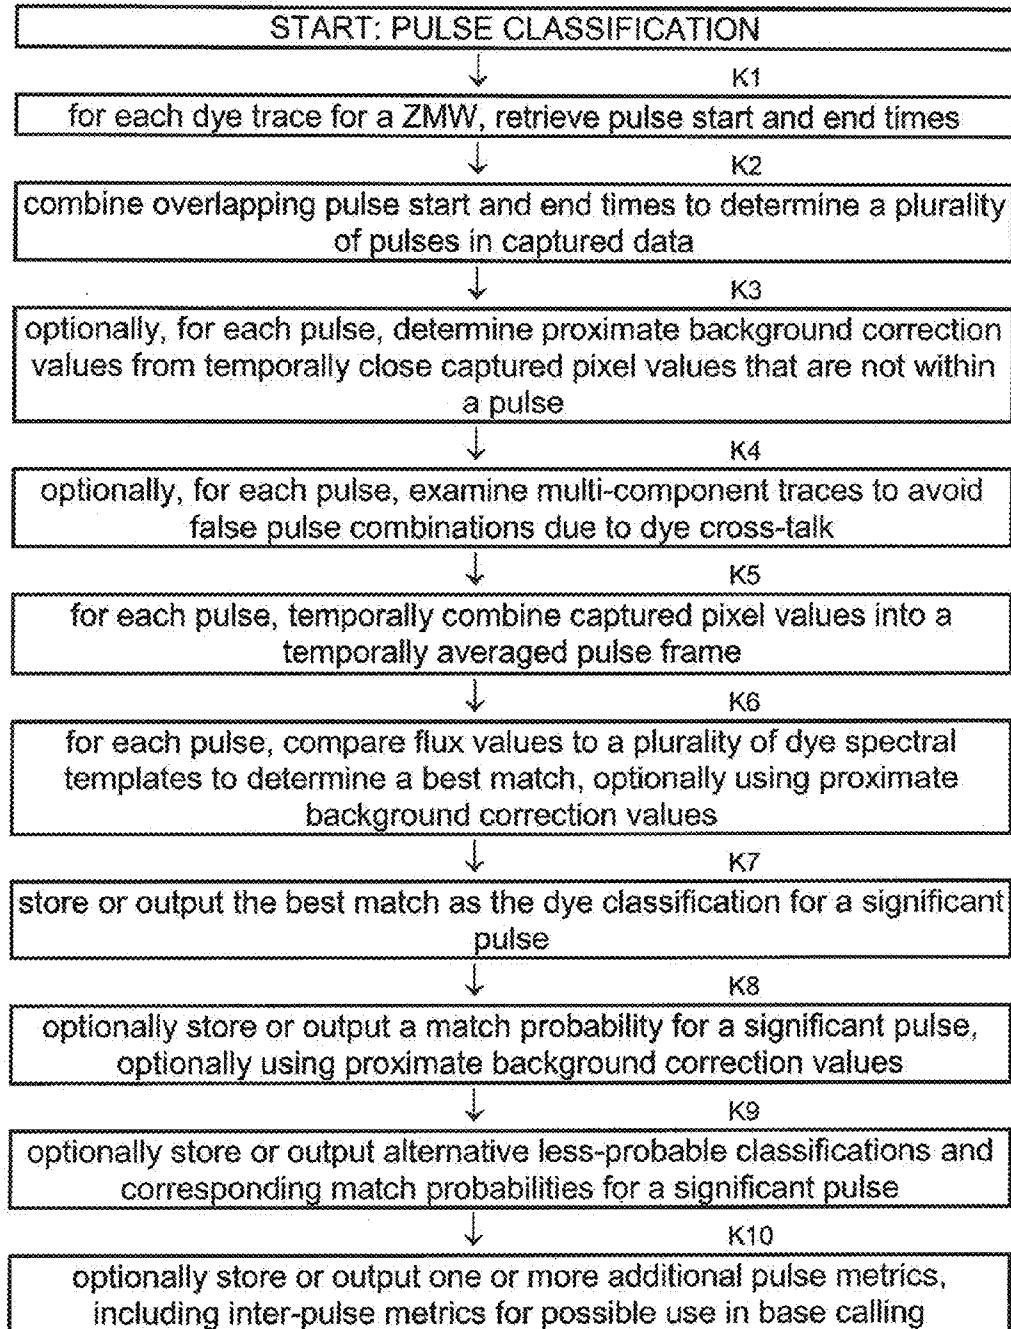 START: PULSE CLASSIFICATION
K1
for each dye trace for a ZMW, retrieve pulse start and end times
K2
combine overlapping pulse start and end times to determine a plurality
of pulses in captured data
K3
optionally, for each pulse, determine proximate background correction
values from temporally close captured pixel values that are not within
a pulse
K4
optionally, for each pulse, examine multi-component traces to avoid
false pulse combinations due to dye cross-talk
K5
for each pulse, temporally combine captured pixel values into a
temporally averaged pulse frame
K6
for each pulse, compare flux values to a plurality of dye spectral
templates to determine a best match, optionally using proximate
background correction values
K7
store or output the best match as the dye classification for a significant
pulse
K8
optionally store or output a match probability for a significant pulse,
optionally using proximate background correction values
K9
optionally store or output alternative less-probable classifications and
corresponding match probabilities for a significant pulse
K10
optionally store or output one or more additional pulse metrics,
including inter-pulse metrics for possible use in base calling